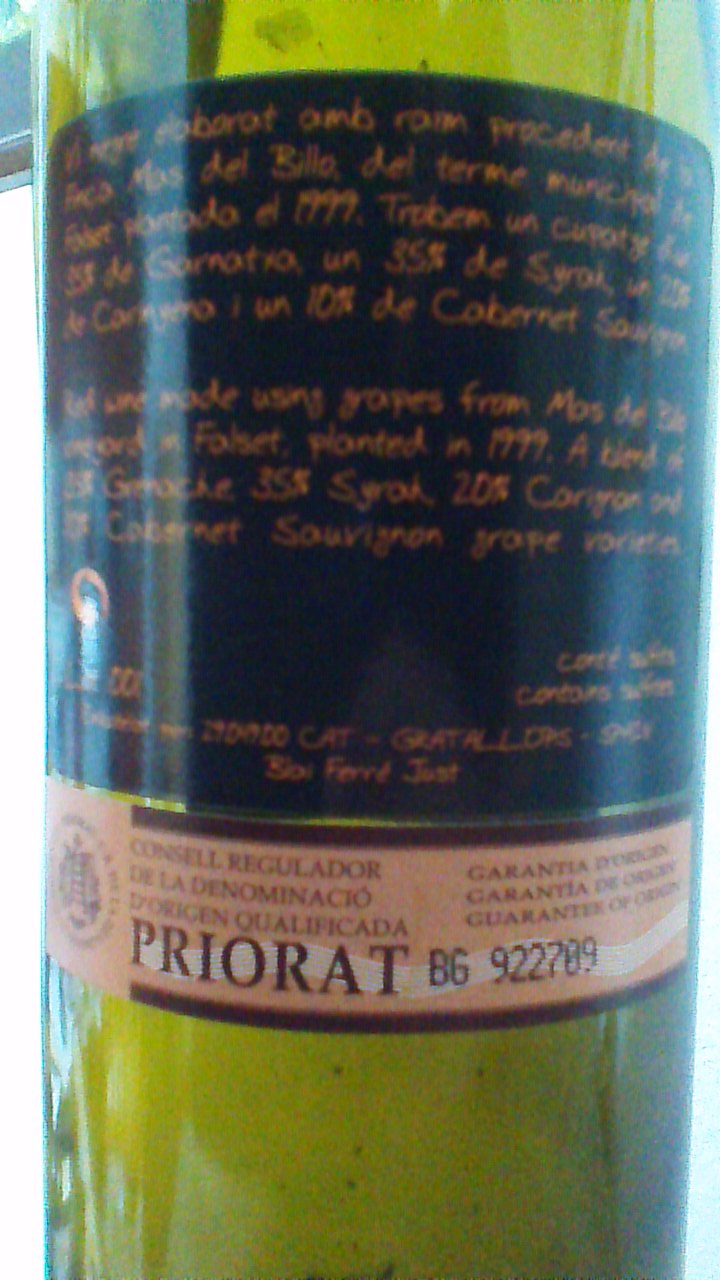 Vi negre elaborat amb raïm procedent de la
Finca Mas del Billo, del terme municipal de
Falset plantada el 1999. Trobem un cupatge d'un
35% de Garnatxa, un 35% de Syrah, un 20%
de Carinyena i un 10% de Cabernet Sauvignon
Red wine made using grapes from Mas del Billo
vineyard in Falset, planted in 1999. A blend of
35% Grenache 35% Syrah, 20% Carignan and
10% Cabernet Sauvignon grape varieties.
Conté sulfits
Contains sulfites
CAT - GRATALLOPS - SPAIN
Blai Ferré Just
CONSELL REGULADOR
DE LA DENOMINACIÓ
D'ORIGEN QUALIFICADA
PRIORAT
GARANTIA D'ORIGEN
GARANTÍA DE ORIGEN
GUARANTEE OF ORIGIN
BG 922789